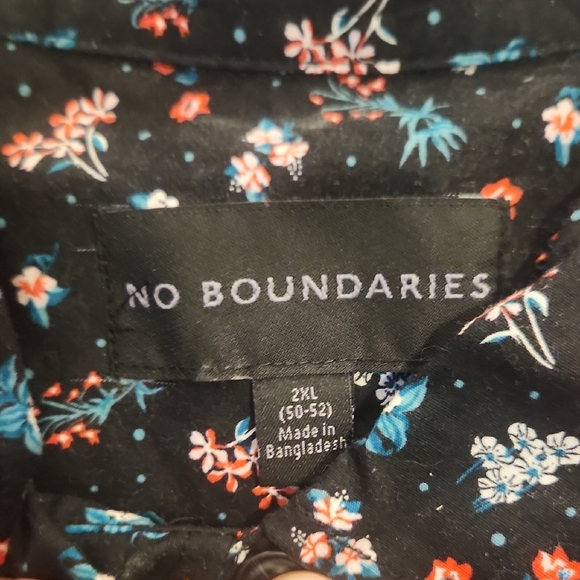 NO BOUNDARIES
2XL
(50-52)
Made in
Bangladesh